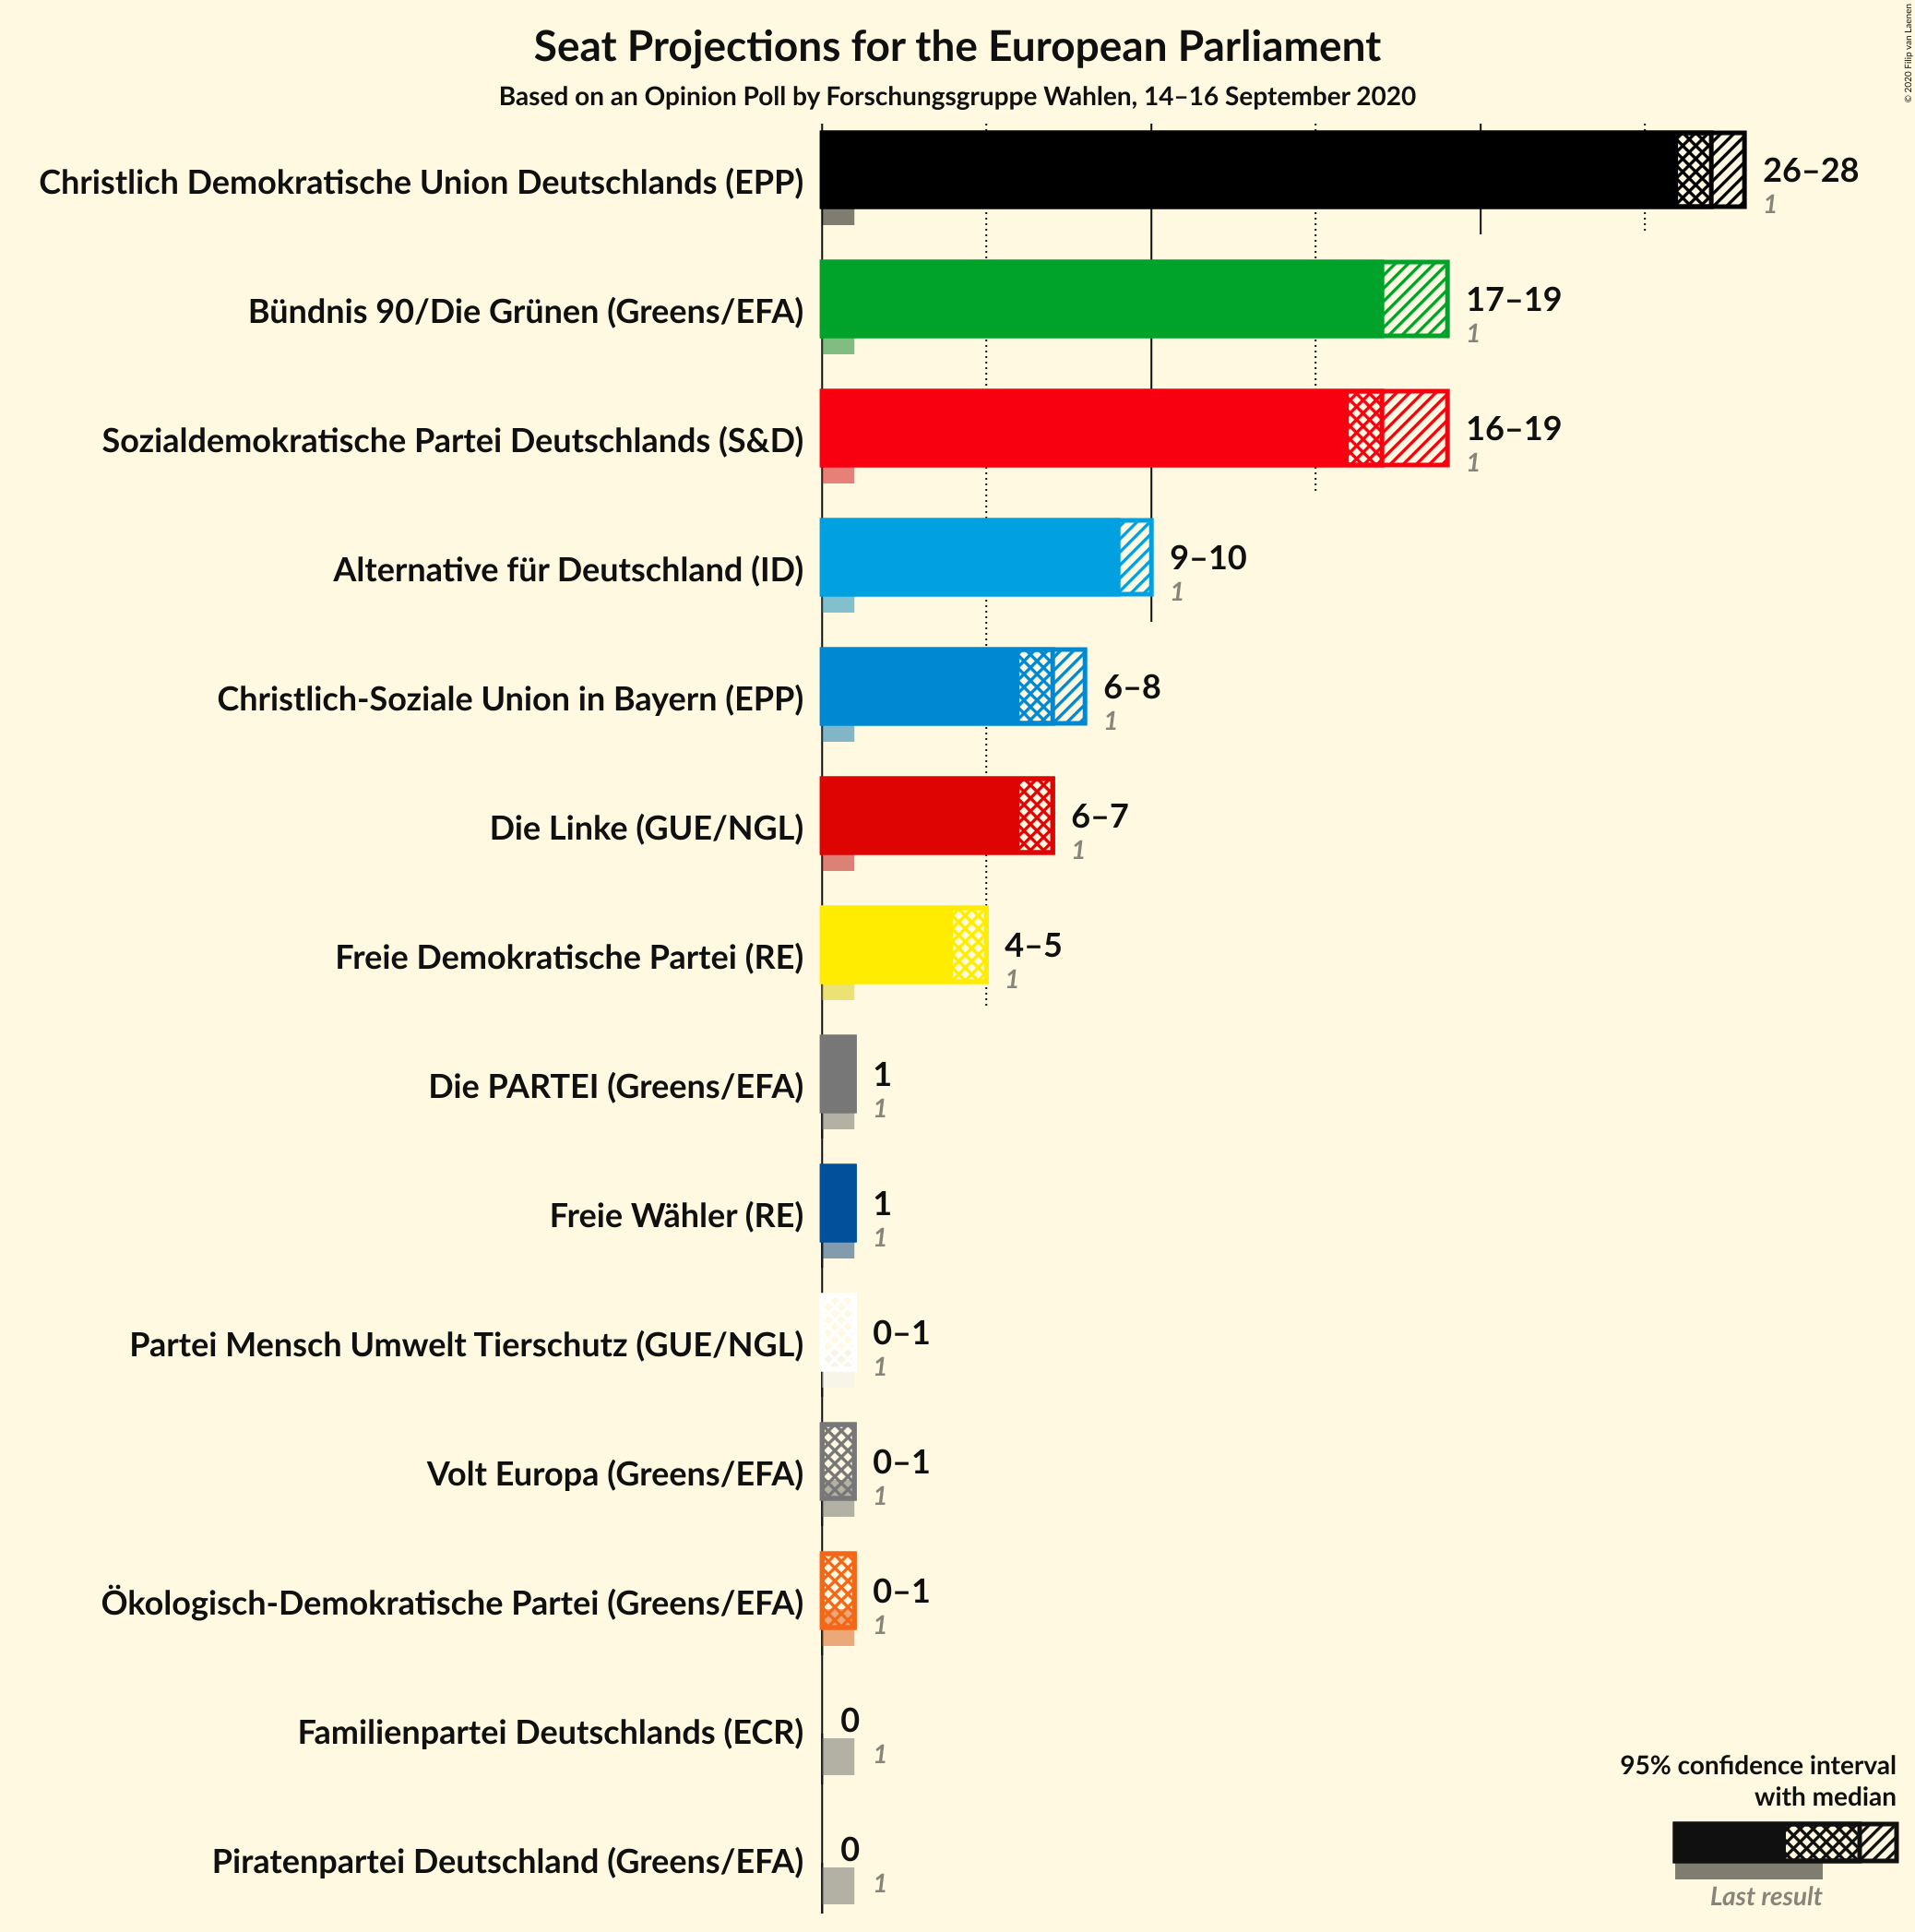 Seat Projections for the European Parliament
Based on an Opinion Poll by Forschungsgruppe Wahlen, 14–16 September 2020
© 2020 Filip van Laenen
Christlich Demokratische Union Deutschlands (EPP)
26–28
1
Bündnis 90/Die Grünen (Greens/EFA)
17–19
1
Sozialdemokratische Partei Deutschlands (S&D)
16–19
1
Alternative für Deutschland (ID)
9–10
1
Christlich-Soziale Union in Bayern (EPP)
6–8
1
Die Linke (GUE/NGL)
6–7
1
Freie Demokratische Partei (RE)
4–5
1
Die PARTEI (Greens/EFA)
1
1
Freie Wähler (RE)
1
1
Partei Mensch Umwelt Tierschutz (GUE/NGL)
0–1
1
Volt Europa (Greens/EFA)
0–1
1
Ökologisch-Demokratische Partei (Greens/EFA)
0–1
1
Familienpartei Deutschlands (ECR)
0
1
Piratenpartei Deutschland (Greens/EFA)
0
1
95% confidence interval
with median
Last result